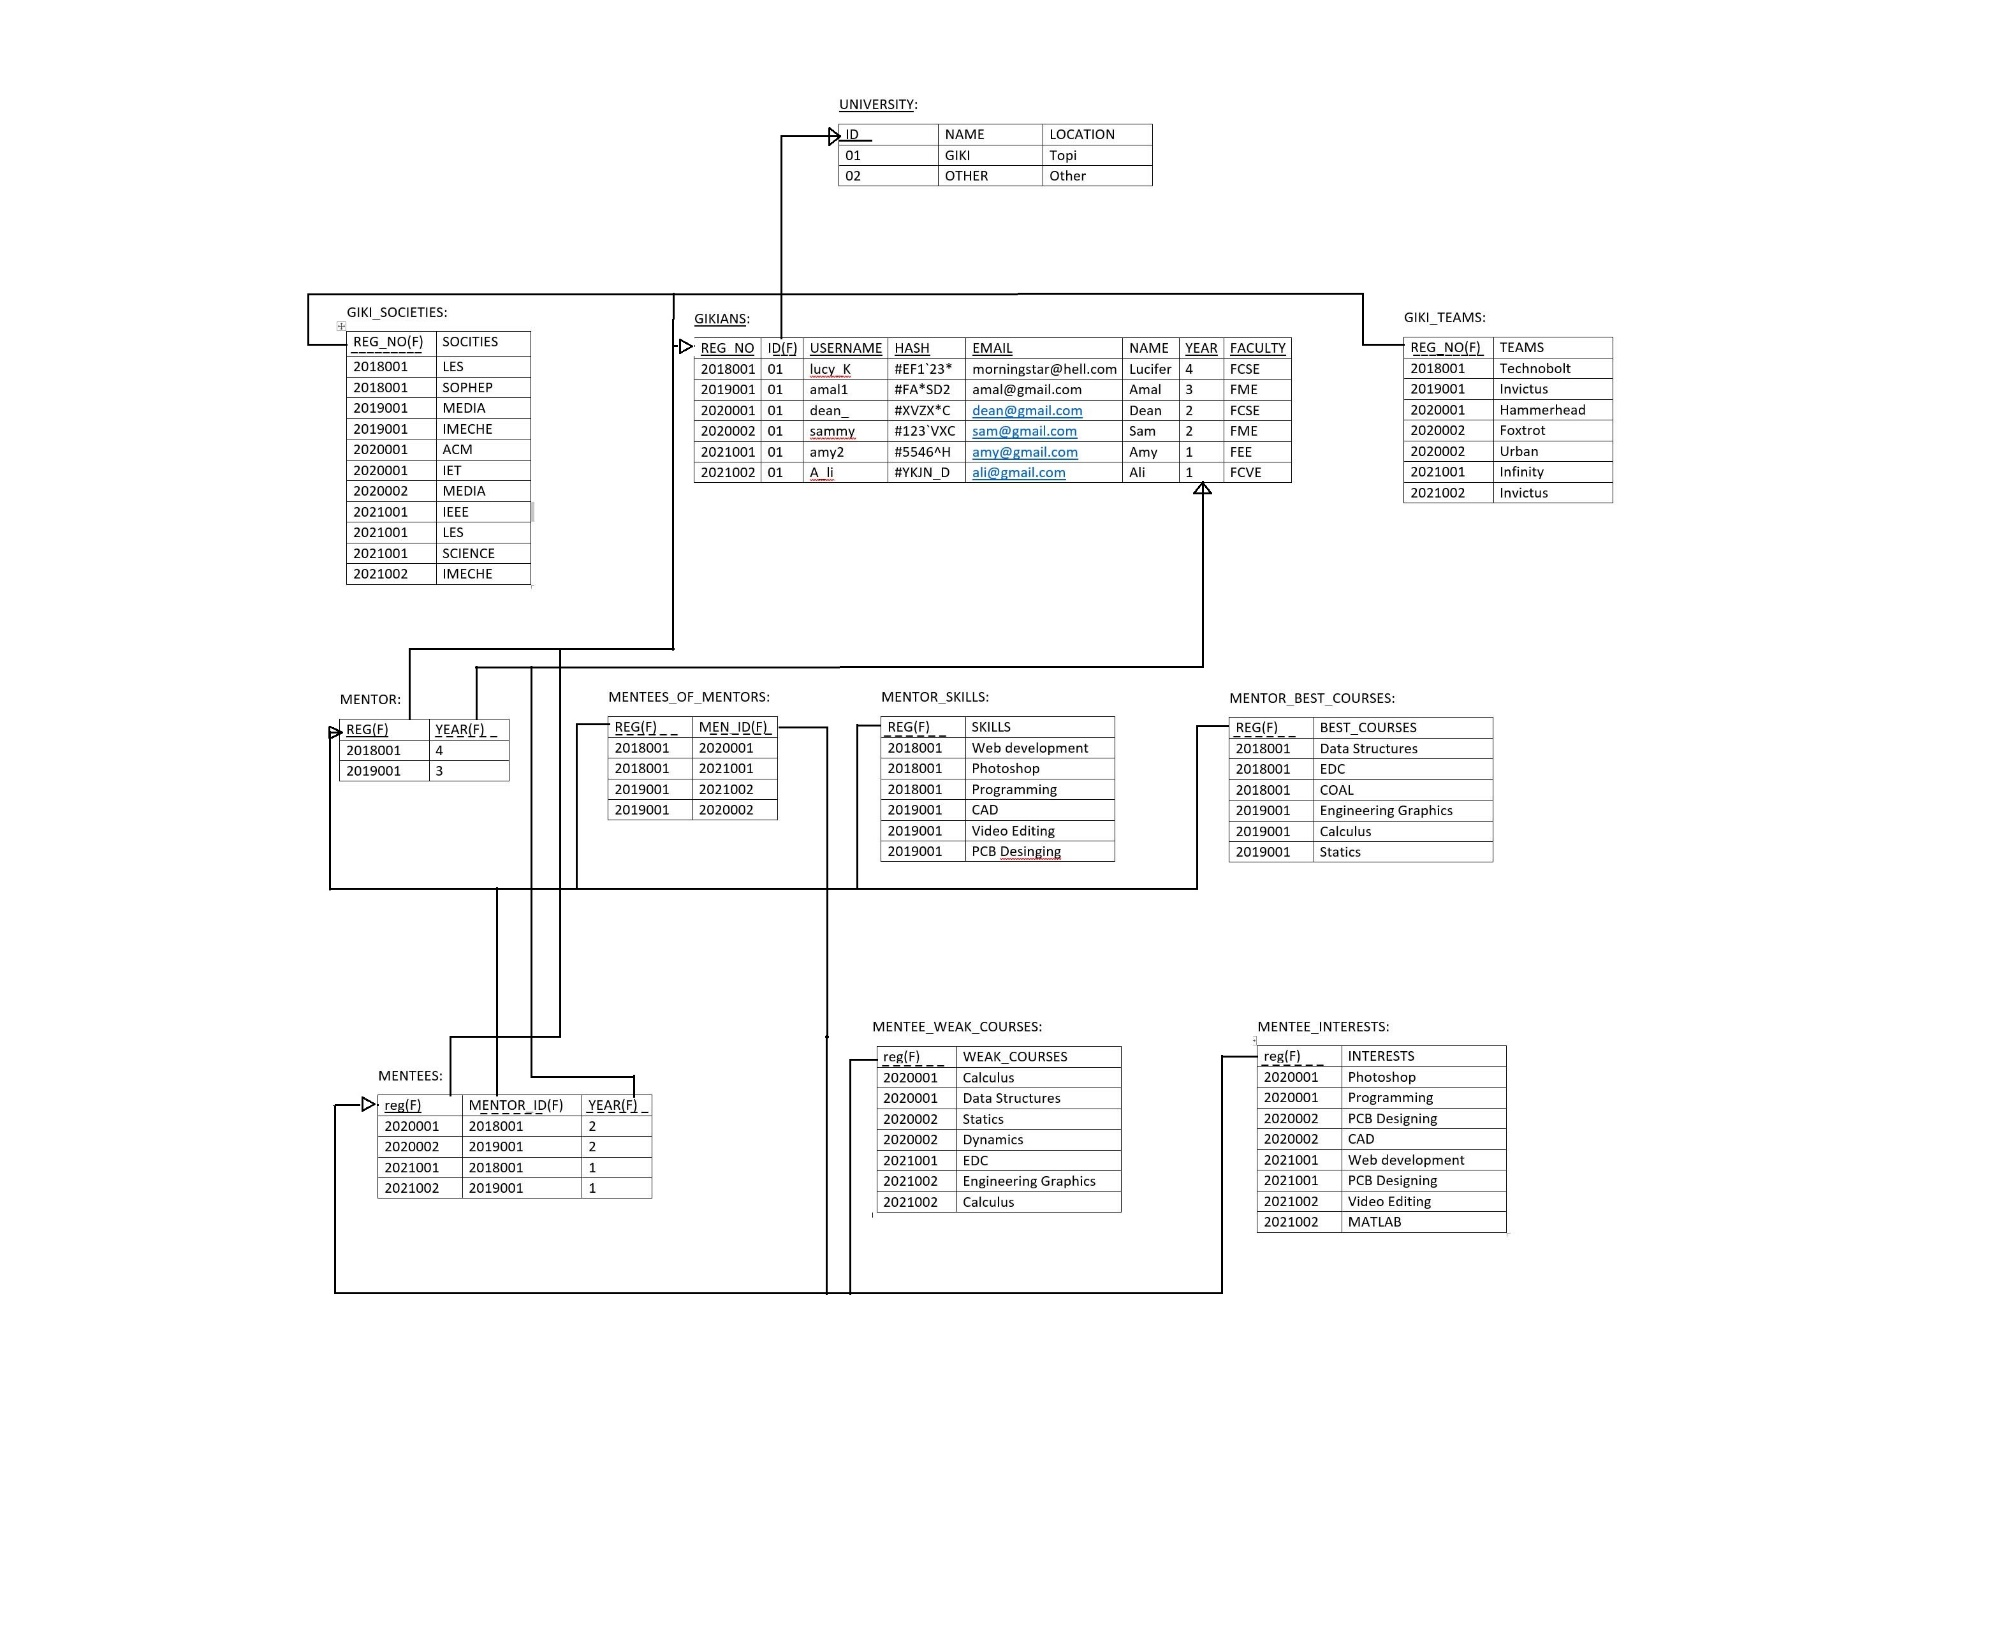 UNIVERSITY:
ID NAME LOCATION
01 GIKI Topi
02 OTHER Other
GIKI_SOCIETIES:
REG_NO(F) SOCITIES
2018001 LES
2018001 SOPHEP
2019001 MEDIA
2019001 IMECHE
2020001 ACM
2020001 IET
2020002 MEDIA
2021001 IEEE
2021001 LES
2021001 SCIENCE
2021002 IMECHE
GIKIANS:
REG_NO ID(F) USERNAME HASH EMAIL NAME YEAR FACULTY
2018001 01 lucy_K #EF1`23* morningstar@hell.com Lucifer 4 FCSE
2019001 01 amal1 #FA*SD2 amal@gmail.com Amal 3 FME
2020001 01 dean_ #XVZX*C dean@gmail.com Dean 2 FCSE
2020002 01 sammy #123`VXC sam@gmail.com Sam 2 FME
2021001 01 amy2 #5546^H amy@gmail.com Amy 1 FEE
2021002 01 A_li #YKJN_D ali@gmail.com Ali 1 FCVE
GIKI_TEAMS:
REG_NO(F) TEAMS
2018001 Technobolt
2019001 Invictus
2020001 Hammerhead
2020002 Foxtrot
2020002 Urban
2021001 Infinity
2021002 Invictus
MENTOR:
REG(F) YEAR(F)
2018001 4
2019001 3
MENTEES_OF_MENTORS:
REG(F) MEN_ID(F)
2018001 2020001
2018001 2021001
2019001 2021002
2019001 2020002
MENTOR_SKILLS:
REG(F) SKILLS
2018001 Web development
2018001 Photoshop
2018001 Programming
2019001 CAD
2019001 Video Editing
2019001 PCB Desinging
MENTOR_BEST_COURSES:
REG(F) BEST_COURSES
2018001 Data Structures
2018001 EDC
2018001 COAL
2019001 Engineering Graphics
2019001 Calculus
2019001 Statics
MENTEES:
reg(F) MENTOR_ID(F) YEAR(F)
2020001 2018001 2
2020002 2019001 2
2021001 2018001 1
2021002 2019001 1
MENTEE_WEAK_COURSES:
reg(F) WEAK_COURSES
2020001 Calculus
2020001 Data Structures
2020002 Statics
2020002 Dynamics
2021001 EDC
2021002 Engineering Graphics
2021002 Calculus
MENTEE_INTERESTS:
reg(F) INTERESTS
2020001 Photoshop
2020001 Programming
2020002 PCB Designing
2020002 CAD
2021001 Web development
2021001 PCB Designing
2021002 Video Editing
2021002 MATLAB